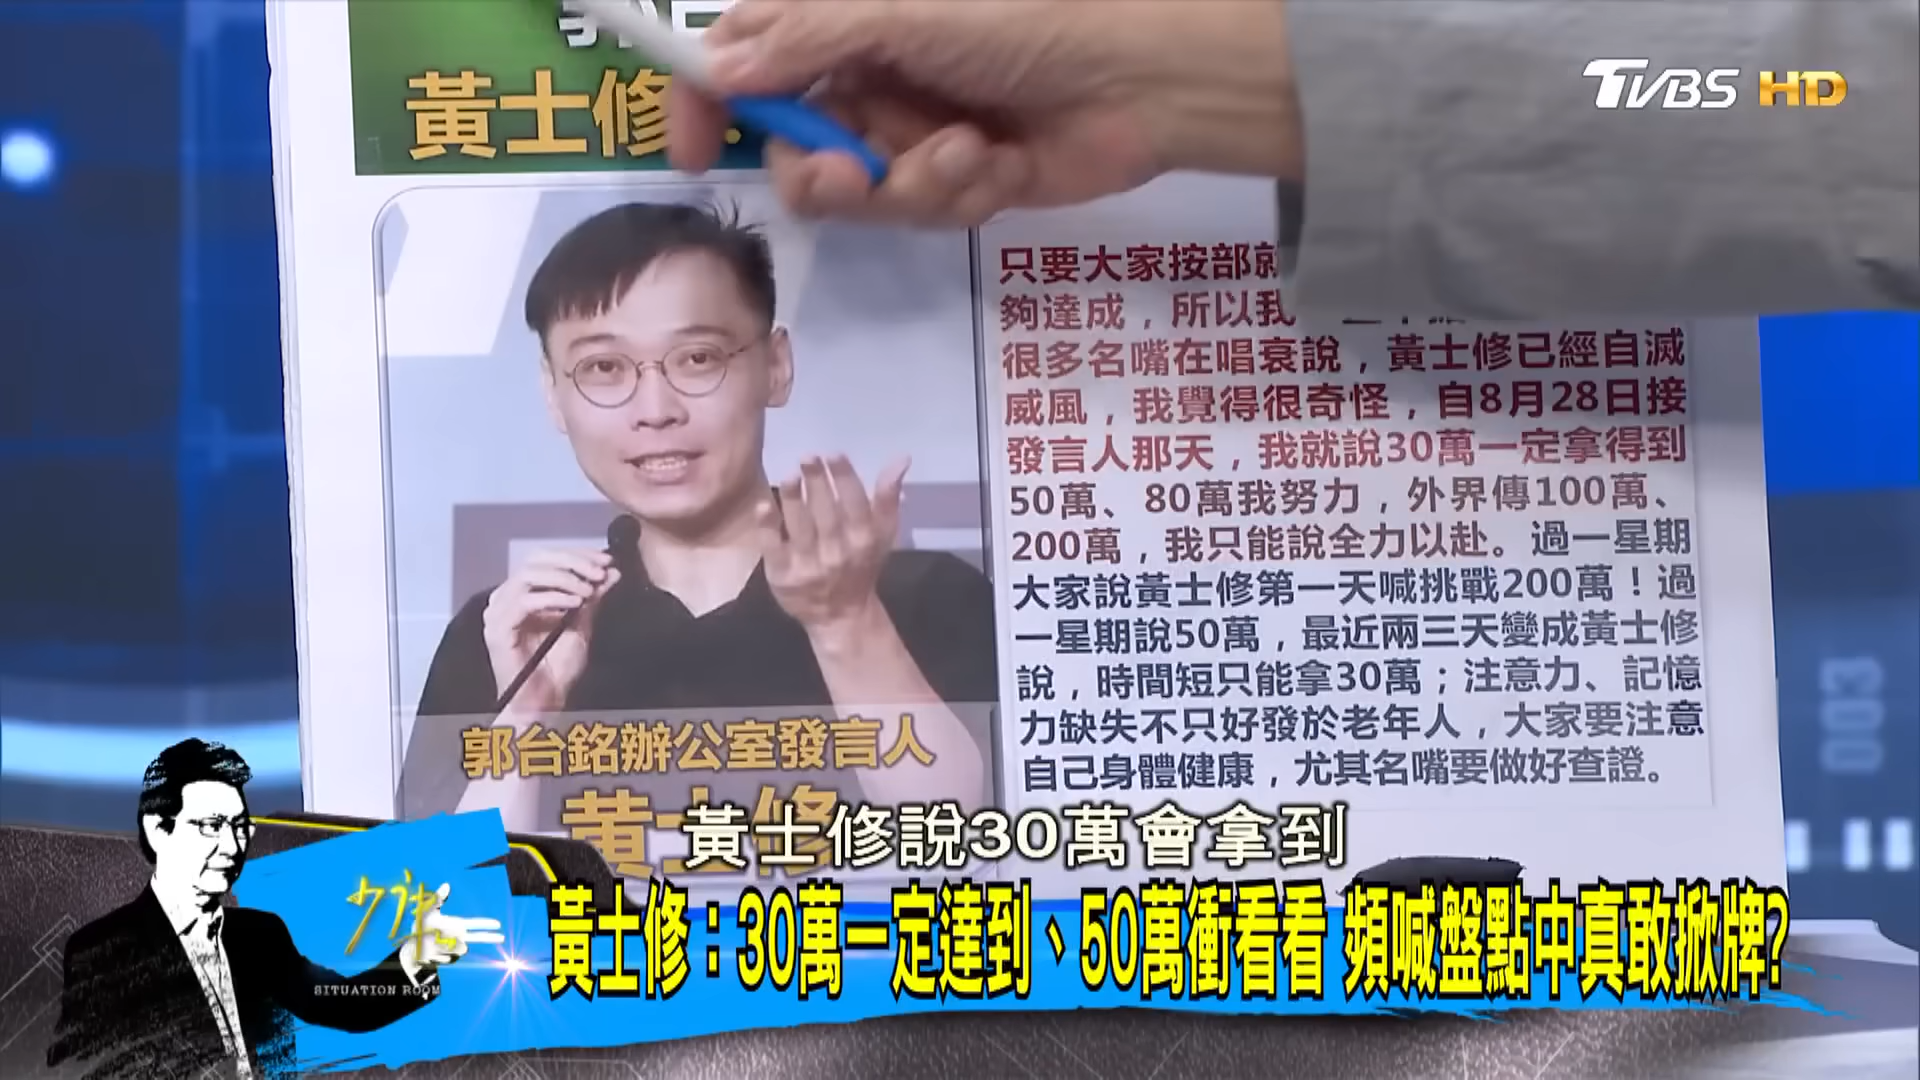 TVBS HD
黃士修
只要大家按部就
夠達成，所以我
很多名嘴在唱衰說，黃士修已經自滅
威風，我覺得很奇怪，自8月28日接
發言人那天，我就說30萬一定拿得到
50萬、80萬我努力，外界傳100萬、
200萬，我只能說全力以赴。過一星期
大家說黃士修第一天喊挑戰200萬！過
一星期說50萬，最近兩三天變成黃士修
說，時間短只能拿30萬；注意力、記憶
力缺失不只好發於老年人，大家要注意
自己身體健康，尤其名嘴要做好查證。
郭台銘辦公室發言人
黃士修
003
黃士修說30萬會拿到
少康
SITUATION ROOM
黃士修：30萬一定達到、50萬衝看看 頻喊盤點中真敢掀牌?